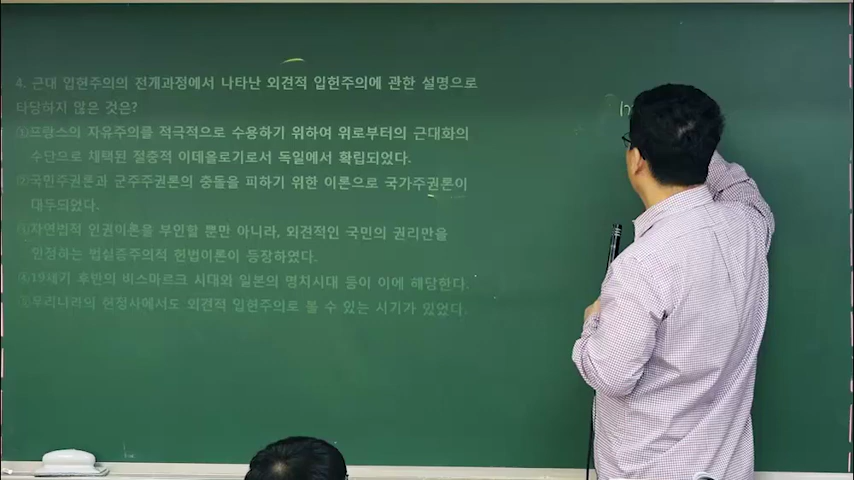 4. 근대 입헌주의의 전개과정에서 나타난 외견적 입헌주의에 관한 설명으로
타당하지 않은 것은?
①프랑스의 자유주의를 적극적으로 수용하기 위하여 위로부터의 근대화의
수단으로 채택된 절충적 이데올로기로서 독일에서 확립되었다.
②국민주권론과 군주주권론의 충돌을 피하기 위한 이론으로 국가주권론이
대두되었다.
③자연법적 인권이론을 부인할 뿐만 아니라, 외견적인 국민의 권리만을
인정하는 법실증주의적 헌법이론이 등장하였다.
④19세기 후반의 비스마르크 시대와 일본의 명치시대 등이 이에 해당한다.
⑤우리나라의 헌정사에서도 외견적 입헌주의로 볼 수 있는 시기가 있었다.